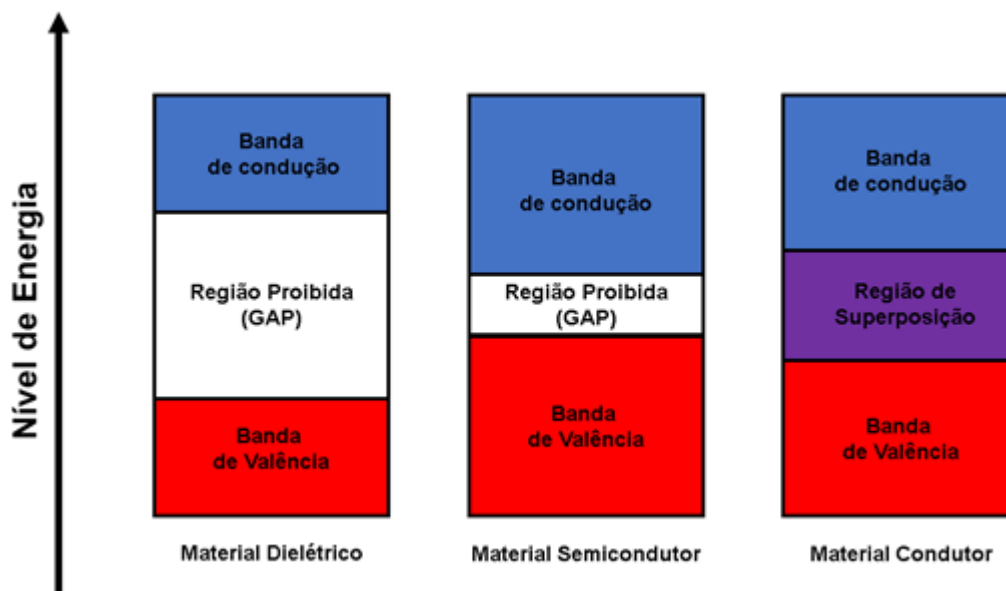 Nível de Energia
Banda
de condução
Região Proibida
(GAP)
Banda
de Valência
Material Dielétrico
Banda
de condução
Região Proibida
(GAP)
Banda
de Valência
Material Semicondutor
Banda
de condução
Região de
Superposição
Banda
de Valência
Material Condutor